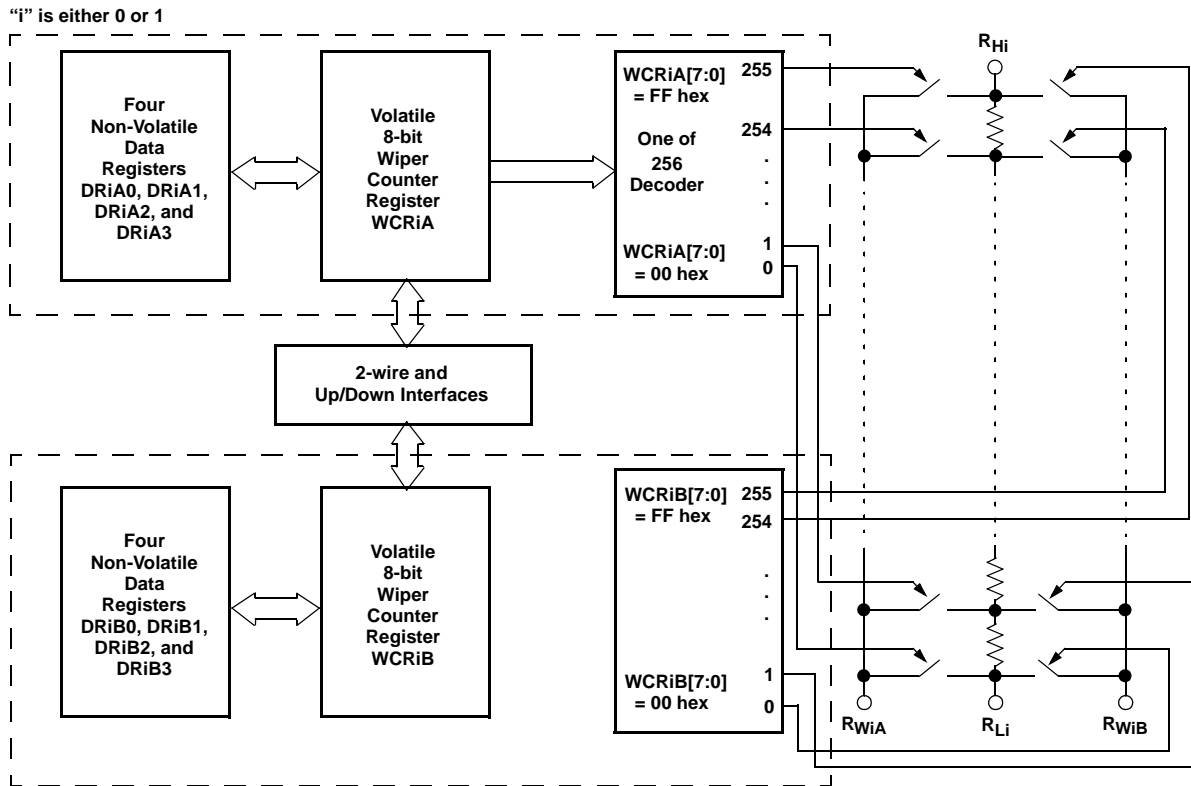 “i” is either 0 or 1
Four
Non-Volatile
Data
Registers
DRiA0, DRiA1,
DRiA2, and
DRiA3
Volatile
8-bit
Wiper
Counter
Register
WCRiA
WCRiA[7:0] 255
= FF hex
254
One of
256
Decoder
.
.
.
WCRiA[7:0] 1
= 00 hex 0
RHi
2-wire and
Up/Down Interfaces
Four
Non-Volatile
Data
Registers
DRiB0, DRiB1,
DRiB2, and
DRiB3
Volatile
8-bit
Wiper
Counter
Register
WCRiB
WCRiB[7:0] 255
= FF hex 254
.
.
.
WCRiB[7:0] 1
= 00 hex 0
RWiA
RLi
RWiB